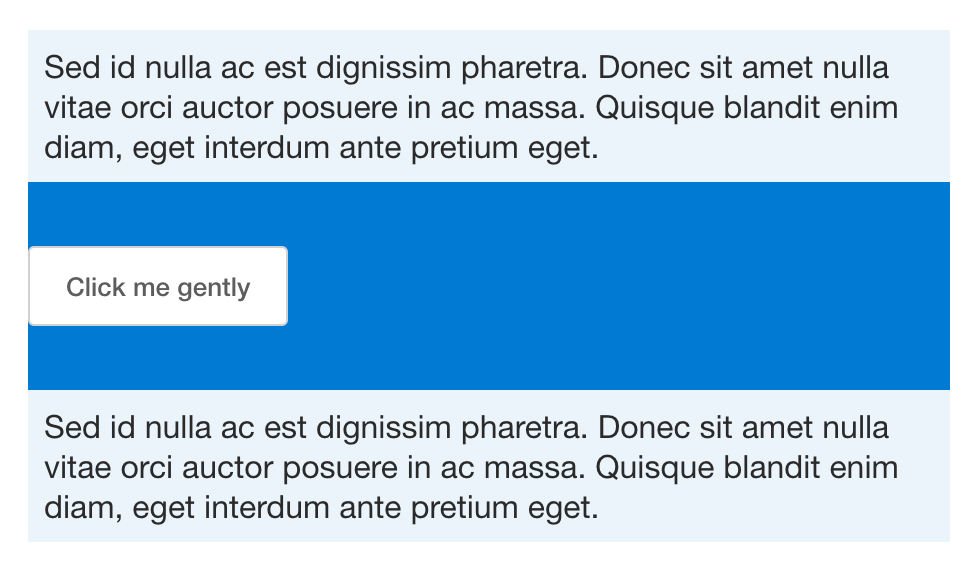 Sed id nulla ac est dignissim pharetra. Donec sit amet nulla
vitae orci auctor posuere in ac massa. Quisque blandit enim
diam, eget interdum ante pretium eget.
Click me gently
Sed id nulla ac est dignissim pharetra. Donec sit amet nulla
vitae orci auctor posuere in ac massa. Quisque blandit enim
diam, eget interdum ante pretium eget.